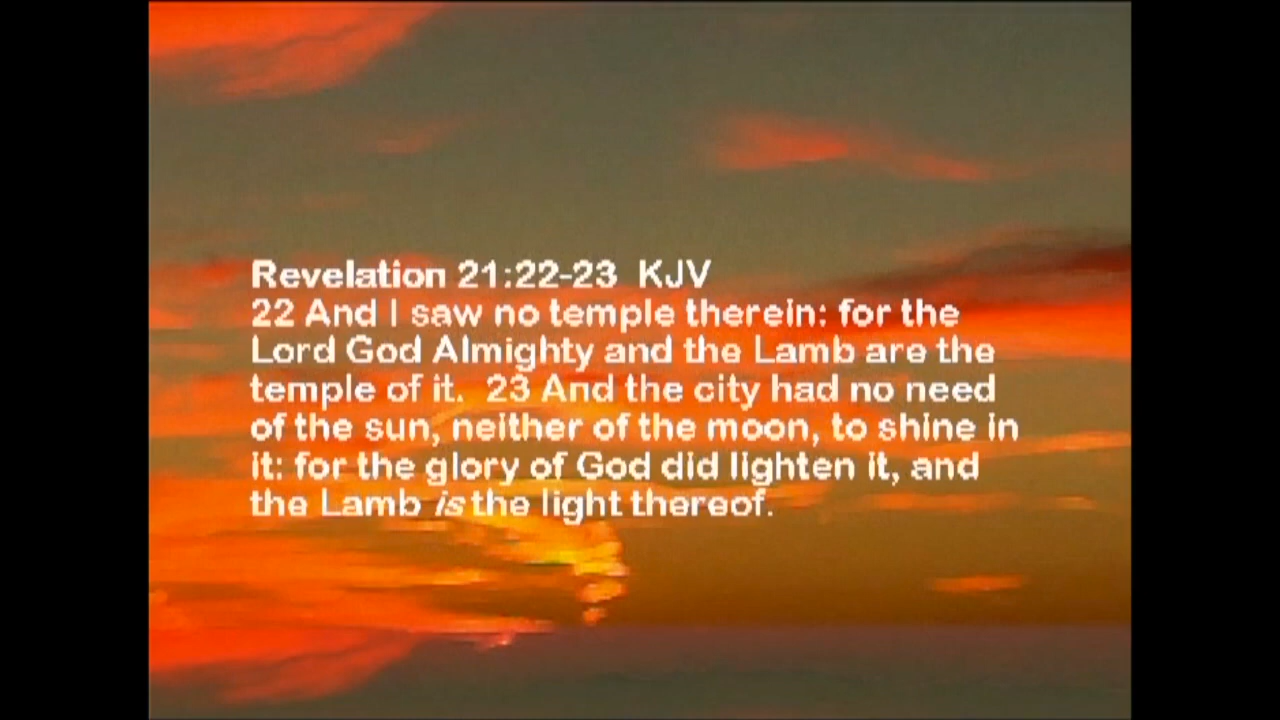 Revelation 21:22-23  KJV
22 And I saw no temple therein: for the
Lord God Almighty and the Lamb are the
temple of it.  23 And the city had no need
of the sun, neither of the moon, to shine in
it: for the glory of God did lighten it, and
the Lamb is the light thereof.